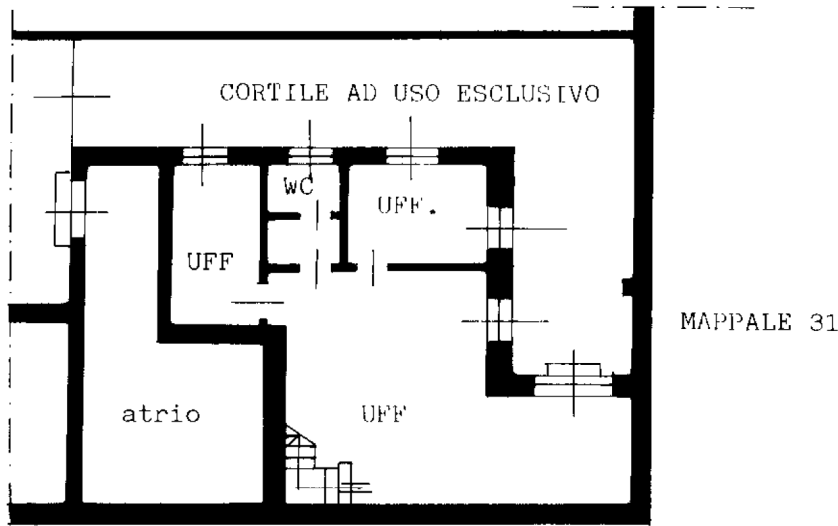 CORTILE AD USO ESCLUSIVO
WC
UFF.
UFF
MAPPALE 31
atrio
UFF